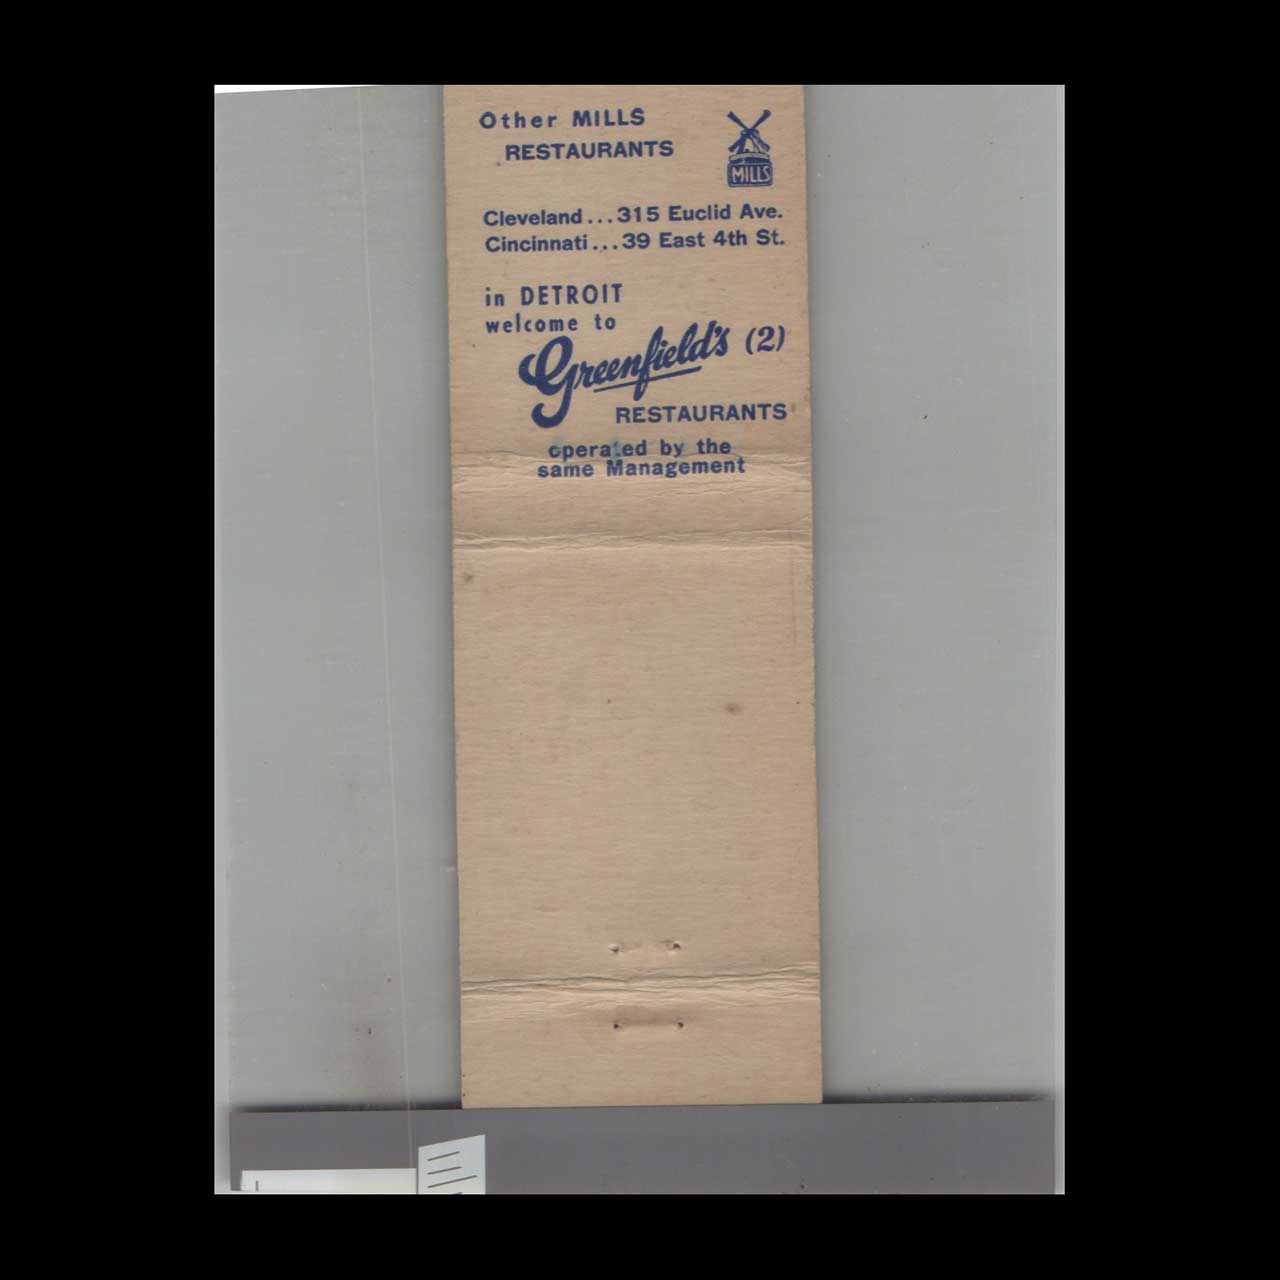 Other MILLS
RESTAURANTS
MILLS
Cleveland...315 Euclid Ave.
Cincinnati...39 East 4th St.
in DETROIT
welcome to
Greenfield's (2)
RESTAURANTS
operated by the
same Management